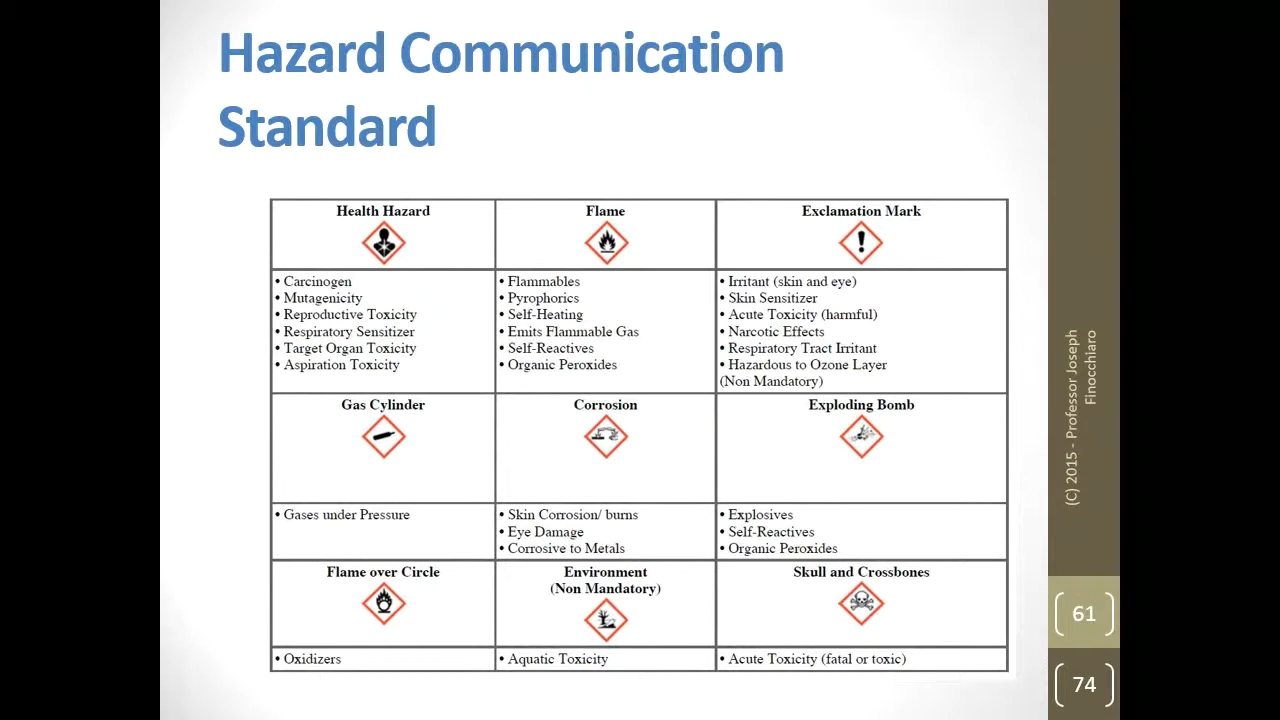 Hazard Communication
Standard
Health Hazard
Flame
Exclamation Mark
• Carcinogen
• Mutagenicity
• Reproductive Toxicity
• Respiratory Sensitizer
• Target Organ Toxicity
• Aspiration Toxicity
• Flammables
• Pyrophorics
• Self-Heating
• Emits Flammable Gas
• Self-Reactives
• Organic Peroxides
• Irritant (skin and eye)
• Skin Sensitizer
• Acute Toxicity (harmful)
• Narcotic Effects
• Respiratory Tract Irritant
• Hazardous to Ozone Layer
(Non Mandatory)
Gas Cylinder
Corrosion
Exploding Bomb
• Gases under Pressure
• Skin Corrosion/ burns
• Eye Damage
• Corrosive to Metals
• Explosives
• Self-Reactives
• Organic Peroxides
Flame over Circle
Environment
(Non Mandatory)
Skull and Crossbones
• Oxidizers
• Aquatic Toxicity
• Acute Toxicity (fatal or toxic)
(C) 2015 - Professor Joseph
Finocchiaro
61
74